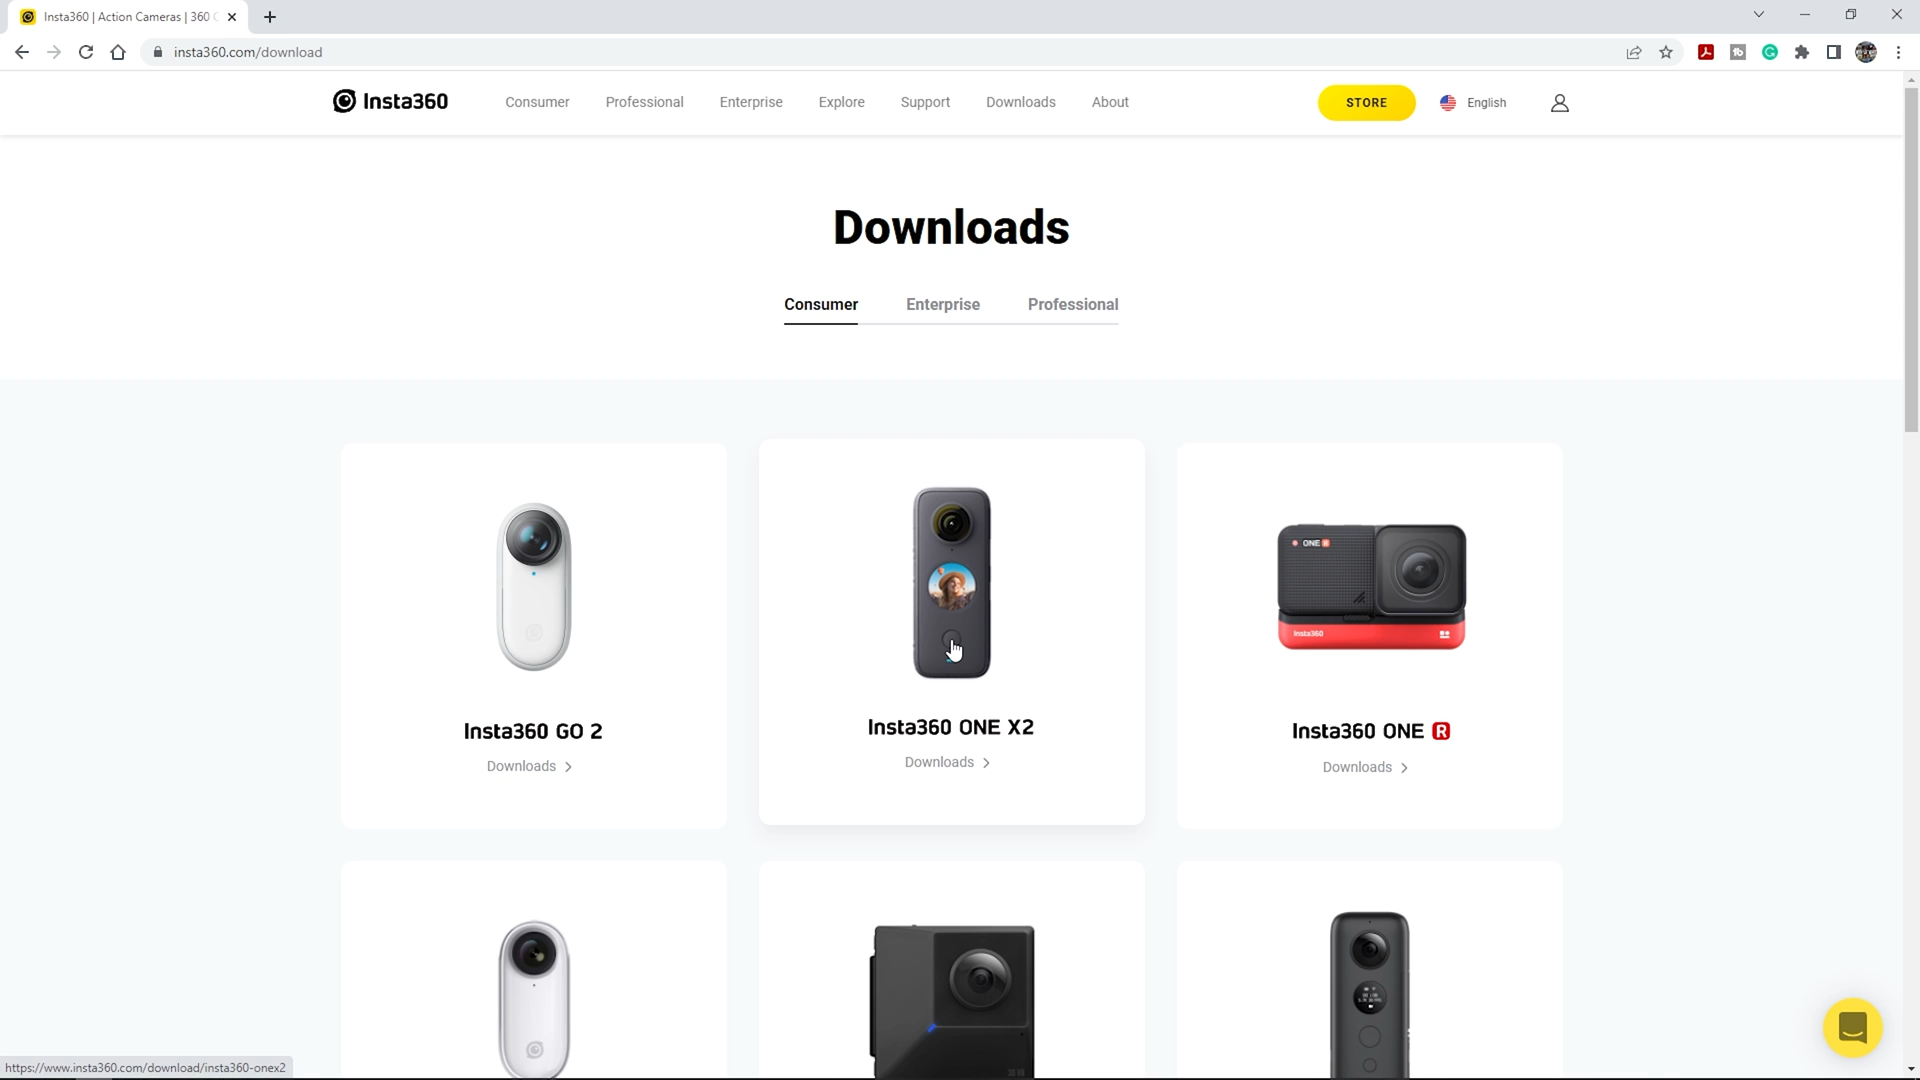 Insta360 | Action Cameras | 360 C
insta360.com/download
Insta360
Consumer
Professional
Enterprise
Explore
Support
Downloads
About
STORE
English
Downloads
Consumer
Enterprise
Professional
ONE R
Insta360
Insta360 GO 2
Downloads >
Insta360 ONE X2
Downloads >
Insta360 ONE R
Downloads >
https://www.insta360.com/download/insta360-onex2